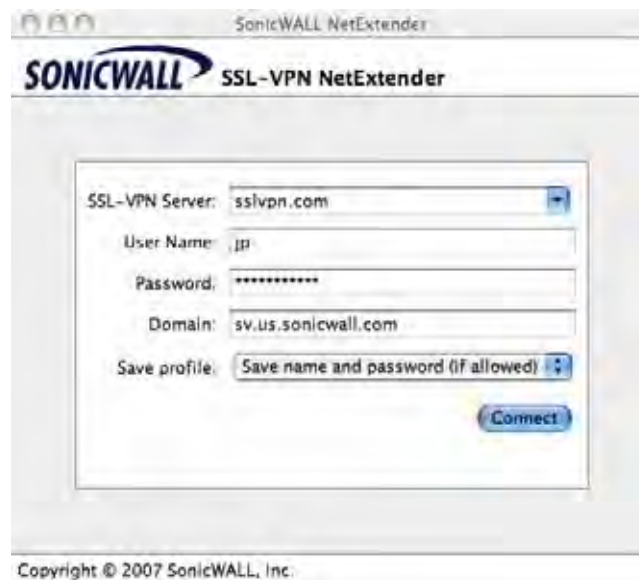 SonicWALL NetExtender
SONICWALL SSL-VPN NetExtender
SSL-VPN Server: sslvpn.com
User Name: jp
Password: ***********
Domain: sv.us.sonicwall.com
Save profile: Save name and password (if allowed)
Connect
Copyright © 2007 SonicWALL, Inc.